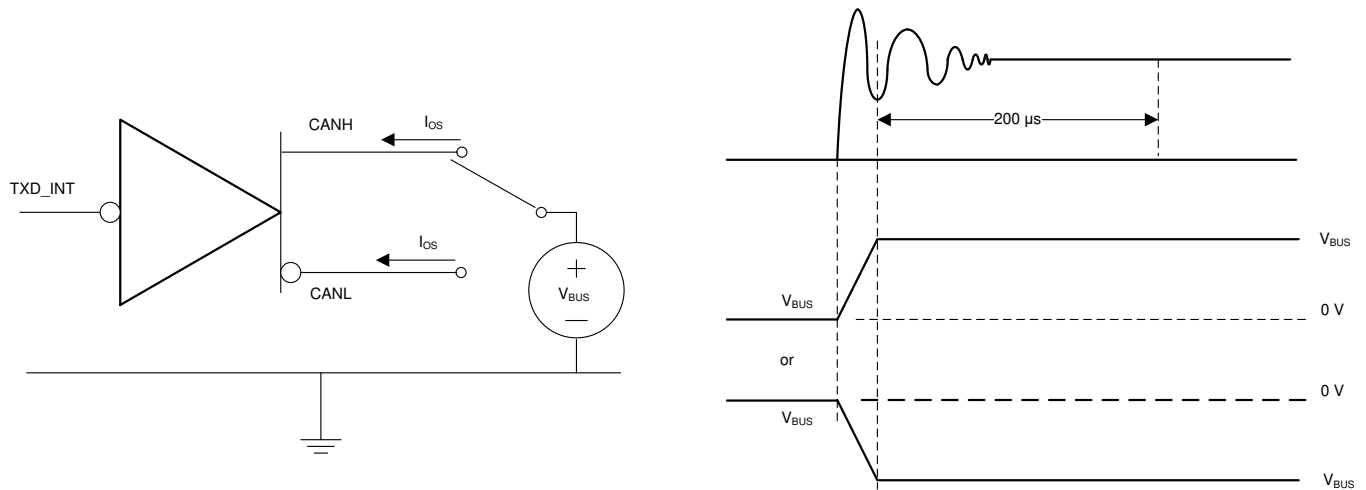 TXD_INT
CANH
I_OS
I_OS
CANL
+
V_BUS
—
200 µs
V_BUS
V_BUS
0 V
or
0 V
V_BUS
V_BUS